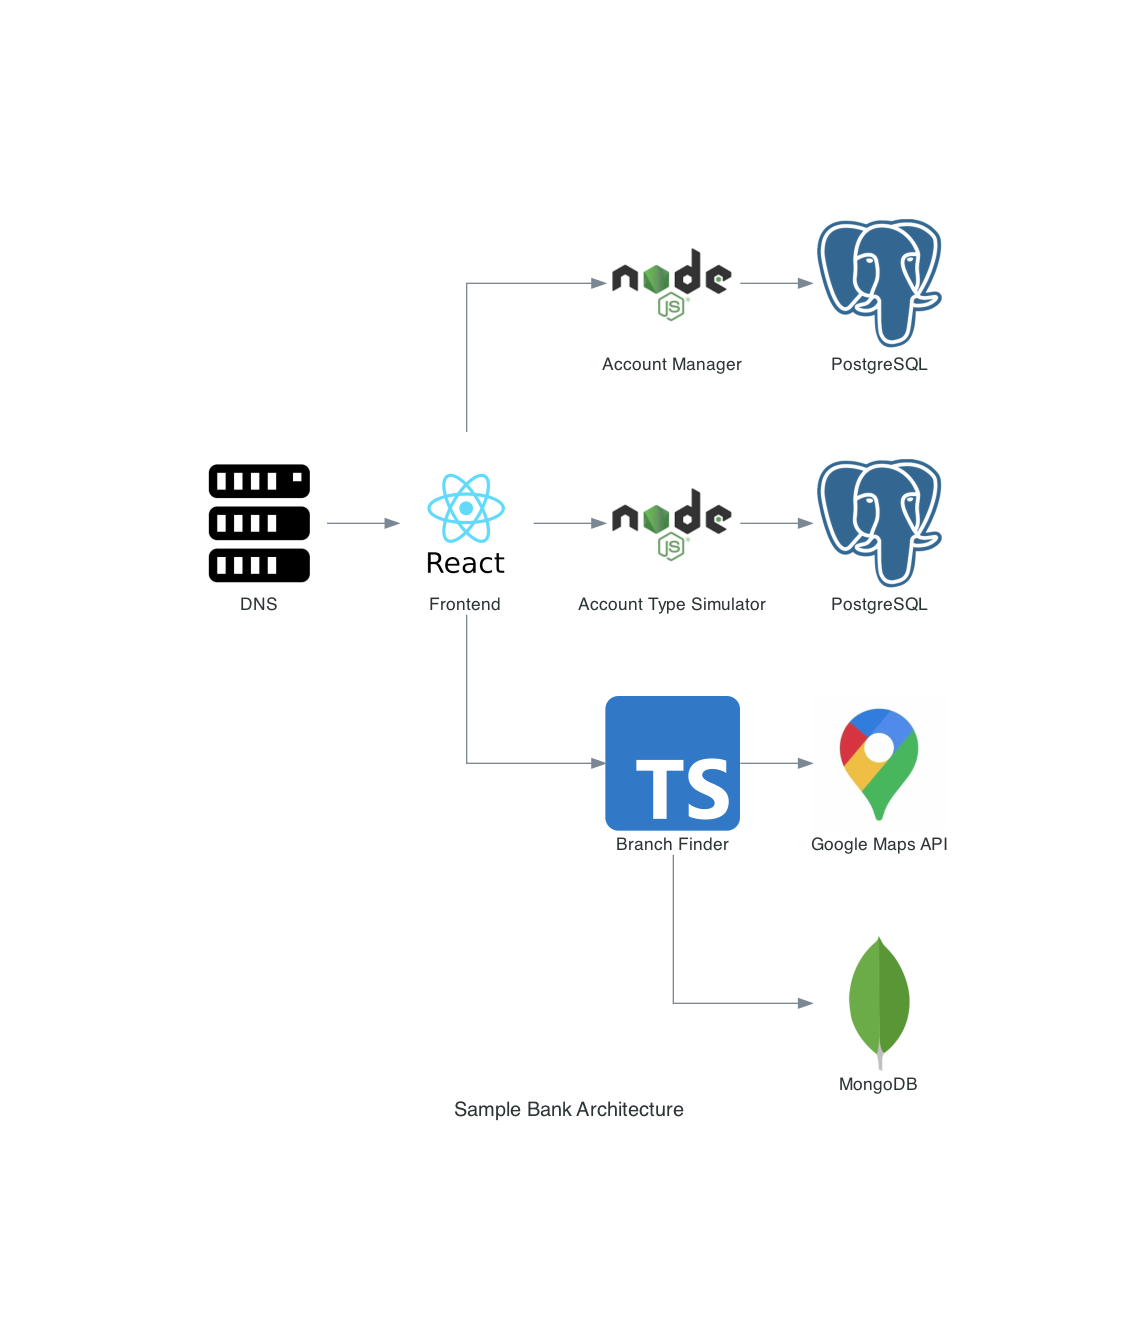 node
JS
Account Manager
PostgreSQL
DNS
React
Frontend
node
JS
Account Type Simulator
PostgreSQL
TS
Branch Finder
Google Maps API
MongoDB
Sample Bank Architecture